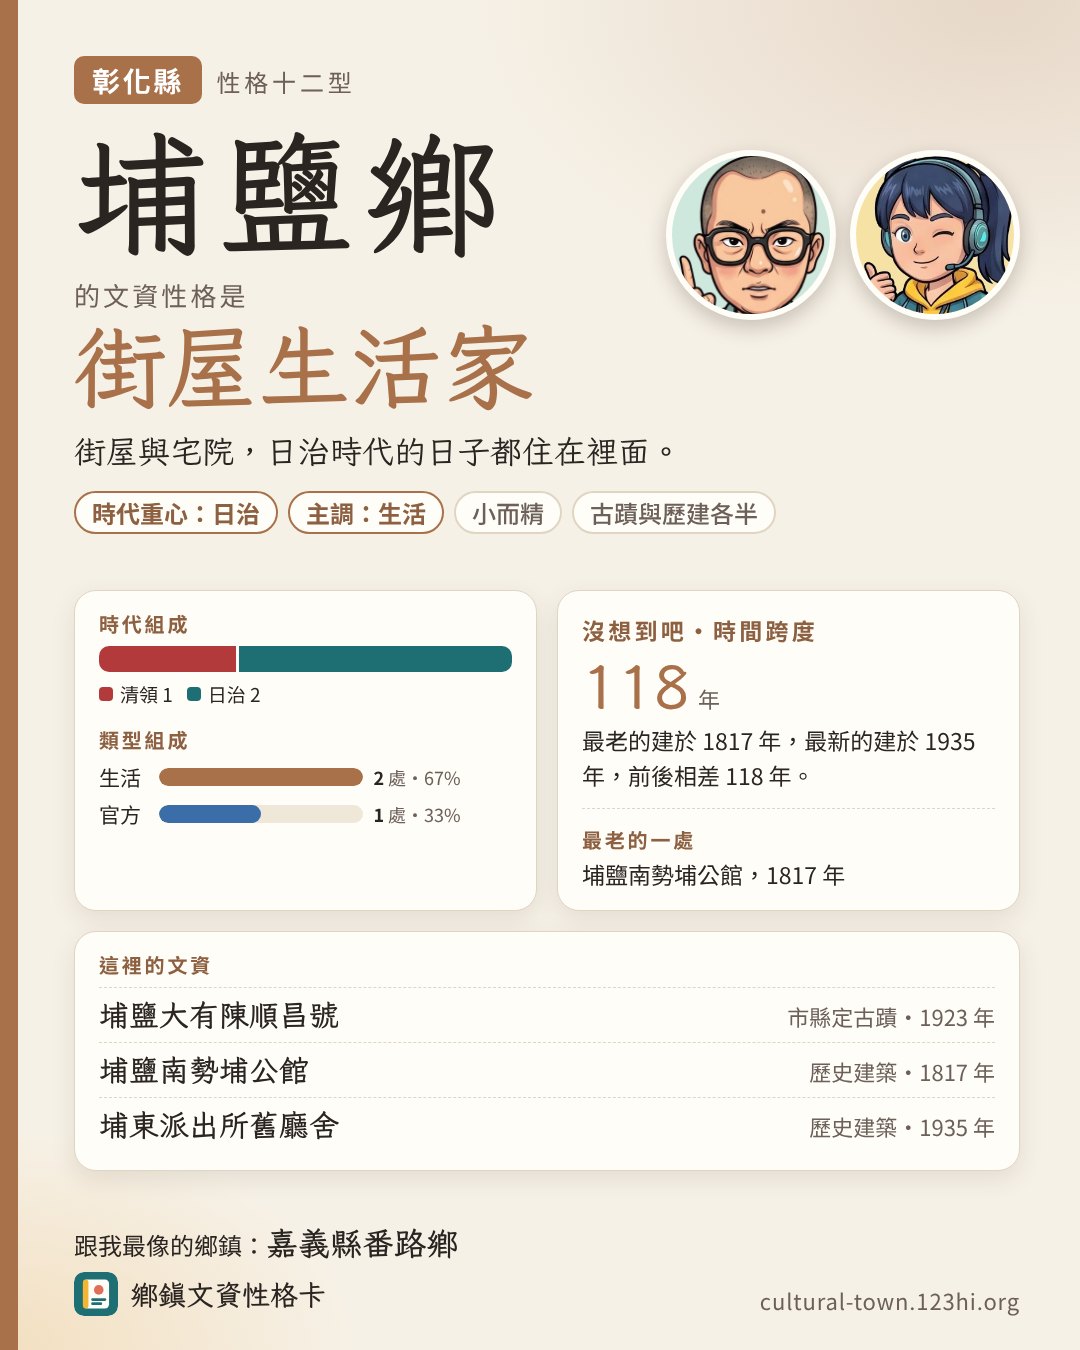 彰化縣 性格十二型
埔鹽鄉
的文資性格是
街屋生活家
街屋與宅院，日治時代的日子都住在裡面。
時代重心：日治 主調：生活 小而精 古蹟與歷建各半
時代組成
清領 1 日治 2
類型組成
生活 2 處・67%
官方 1 處・33%
沒想到吧・時間跨度
118 年
最老的建於 1817 年，最新的建於 1935
年，前後相差 118 年。
最老的一處
埔鹽南勢埔公館，1817 年
這裡的文資
埔鹽大有陳順昌號 市縣定古蹟・1923 年
埔鹽南勢埔公館 歷史建築・1817 年
埔東派出所舊廳舍 歷史建築・1935 年
跟我最像的鄉鎮：嘉義縣番路鄉
鄉鎮文資性格卡
cultural-town.123hi.org